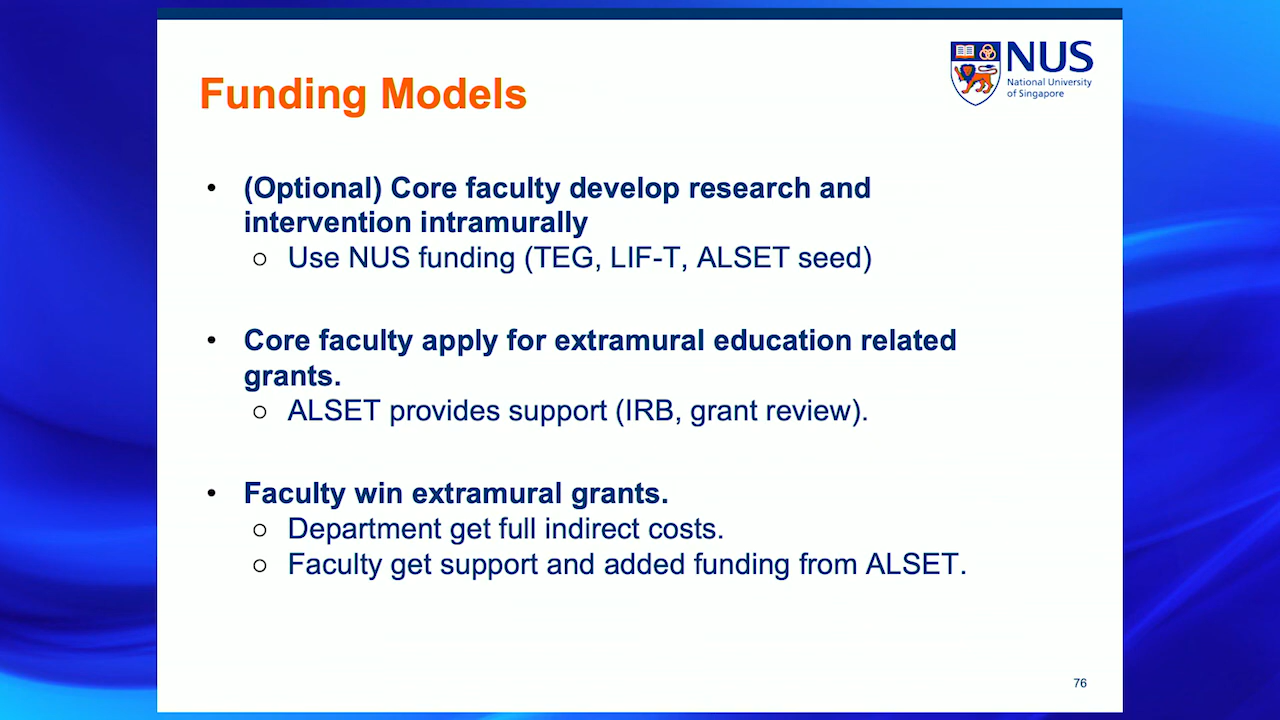 NUS
National University
of Singapore
Funding Models
• (Optional) Core faculty develop research and
intervention intramurally
○ Use NUS funding (TEG, LIF-T, ALSET seed)
• Core faculty apply for extramural education related
grants.
○ ALSET provides support (IRB, grant review).
• Faculty win extramural grants.
○ Department get full indirect costs.
○ Faculty get support and added funding from ALSET.
76